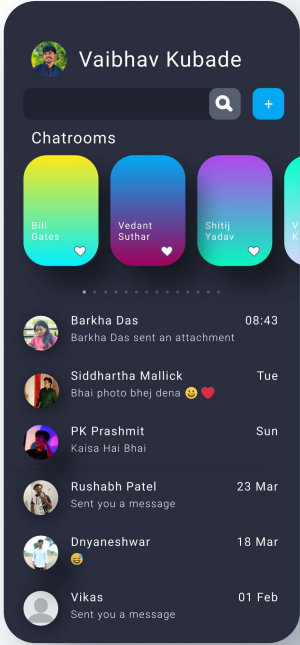 Vaibhav Kubade
+
Chatrooms
Bill
Gates
Vedant
Suthar
Shitij
Yadav
V
K
Barkha Das 08:43
Barkha Das sent an attachment
Siddhartha Mallick Tue
Bhai photo bhej dena 😀 ❤️
PK Prashmit Sun
Kaisa Hai Bhai
Rushabh Patel 23 Mar
Sent you a message
Dnyaneshwar 18 Mar
😅
Vikas 01 Feb
Sent you a message